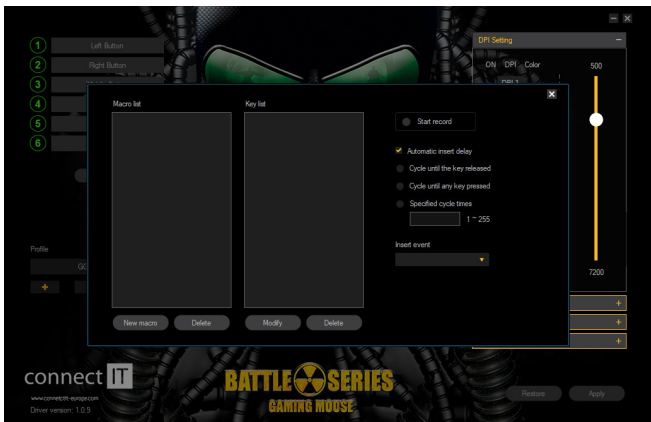 1 Left Button
2 Right Button
3
4
5
6
DPI Setting
ON DPI Color 500
DPI 1
7200
Macro list
Key list
Start record
Automatic insert delay
Cycle until the key released
Cycle until any key pressed
Specified cycle times
1 ~ 255
Insert event
New macro Delete Modify Delete
Profile
connect IT
www.connectit-europe.com
Driver version: 1.0.9
BATTLE SERIES
GAMING MOUSE
Restore Apply